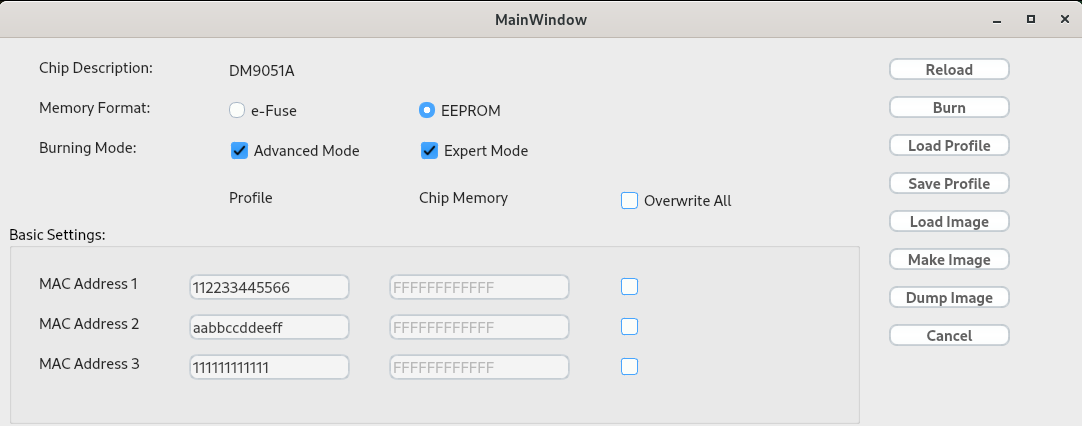 MainWindow
Chip Description: DM9051A Reload
Memory Format: e-Fuse EEPROM Burn
Burning Mode: Advanced Mode Expert Mode Load Profile
Profile Chip Memory Overwrite All Save Profile
Basic Settings: Load Image
MAC Address 1 112233445566 FFFFFFFFFFFF Make Image
MAC Address 2 aabbccddeeff FFFFFFFFFFFF Dump Image
MAC Address 3 111111111111 FFFFFFFFFFFF Cancel